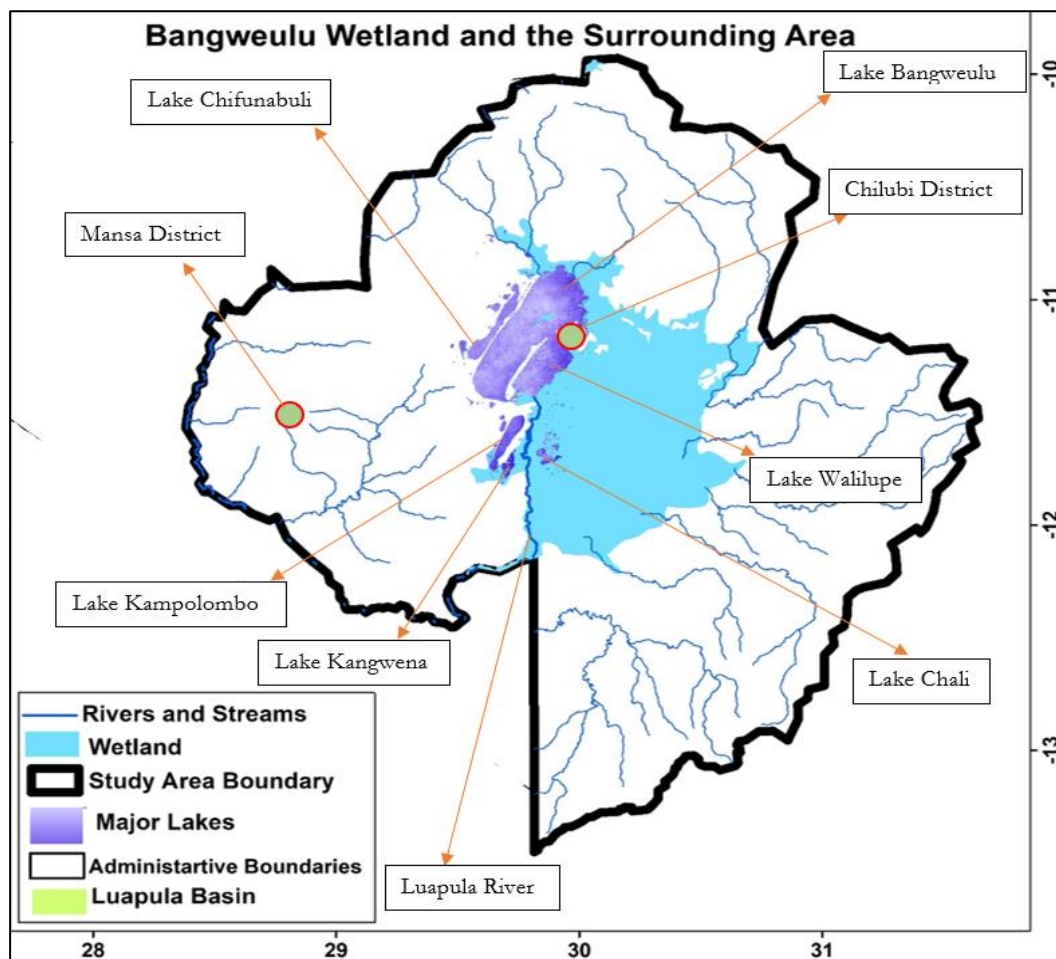 Bangweulu Wetland and the Surrounding Area
Lake Bangweulu
Lake Chifunabuli
Chilubi District
Mansa District
Lake Walilupe
Lake Kampolombo
Lake Kangwena
Lake Chali
Luapula River
Rivers and Streams
Wetland
Study Area Boundary
Major Lakes
Administartive Boundaries
Luapula Basin
-10
-11
-12
-13
28
29
30
31